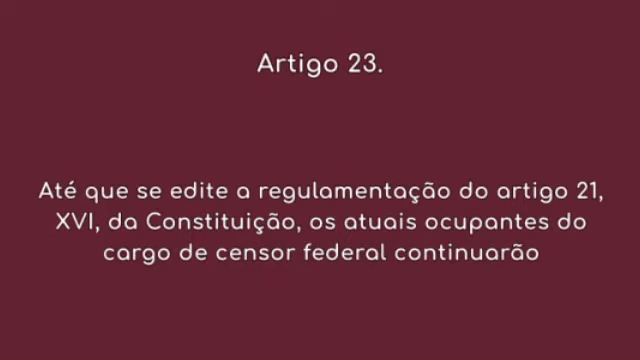 Artigo 23.
Até que se edite a regulamentação do artigo 21,
XVI, da Constituição, os atuais ocupantes do
cargo de censor federal continuarão